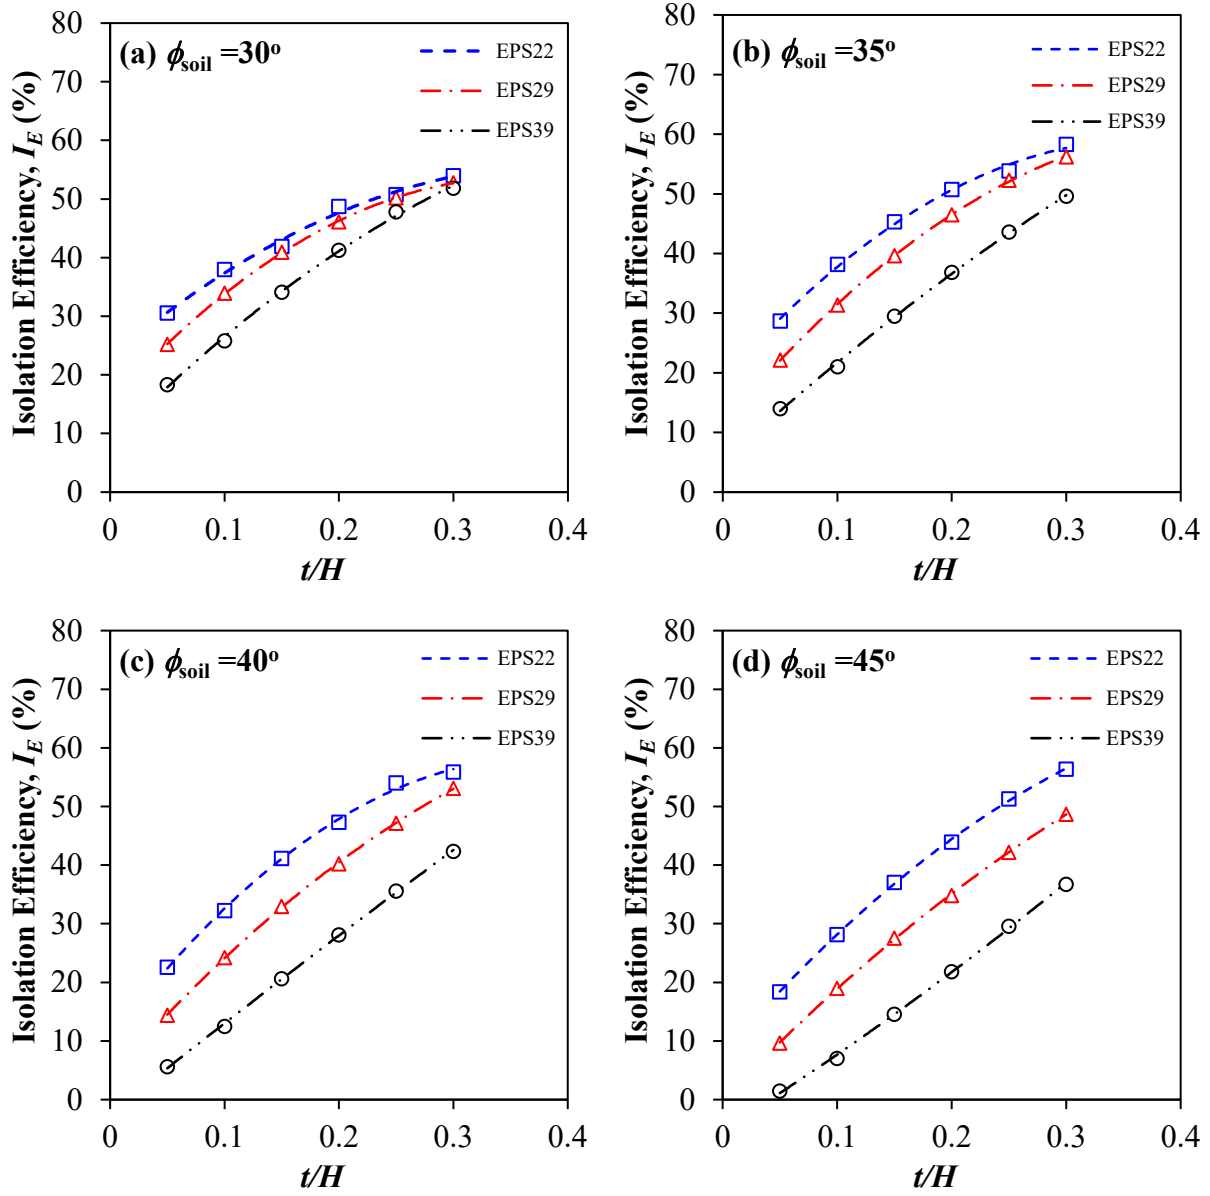 (a) ϕsoil =30º
EPS22
EPS29
EPS39
Isolation Efficiency, IE (%)
80
70
60
50
40
30
20
10
0
0 0.1 0.2 0.3 0.4
t/H
(b) ϕsoil =35º
EPS22
EPS29
EPS39
Isolation Efficiency, IE (%)
80
70
60
50
40
30
20
10
0
0 0.1 0.2 0.3 0.4
t/H
(c) ϕsoil =40º
EPS22
EPS29
EPS39
Isolation Efficiency, IE (%)
80
70
60
50
40
30
20
10
0
0 0.1 0.2 0.3 0.4
t/H
(d) ϕsoil =45º
EPS22
EPS29
EPS39
Isolation Efficiency, IE (%)
80
70
60
50
40
30
20
10
0
0 0.1 0.2 0.3 0.4
t/H